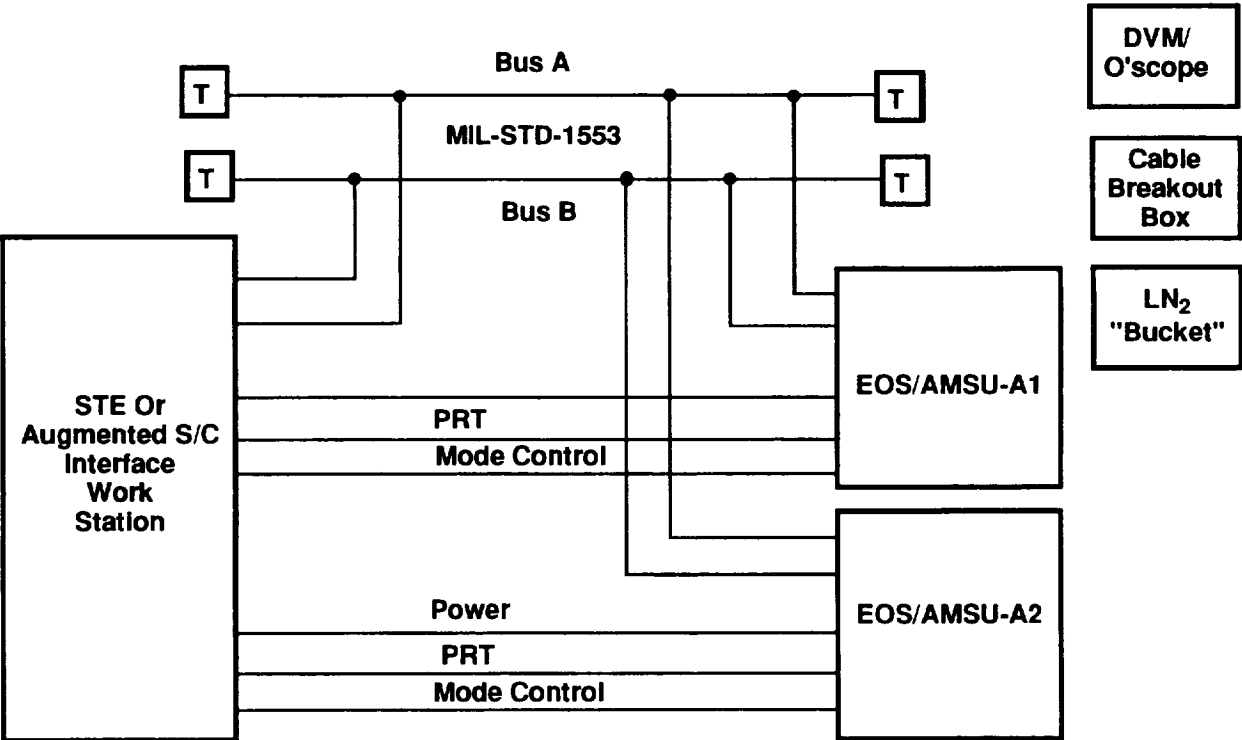 Bus A
T
T
MIL-STD-1553
T
T
Bus B
DVM/
O'scope
Cable
Breakout
Box
LN₂
"Bucket"
STE Or
Augmented S/C
Interface
Work
Station
PRT
Mode Control
EOS/AMSU-A1
Power
PRT
Mode Control
EOS/AMSU-A2